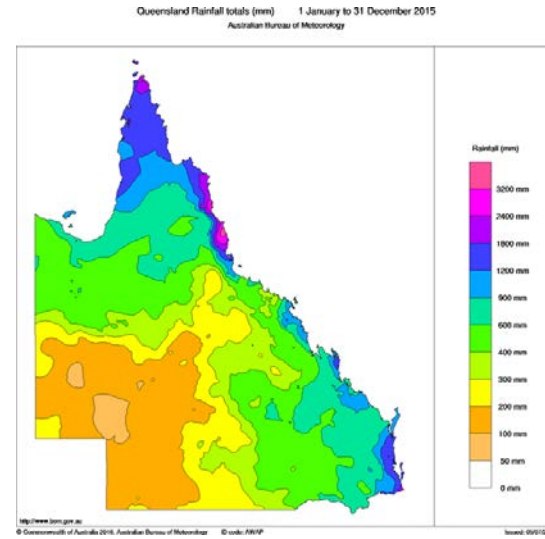 Queensland Rainfall totals (mm) 1 January to 31 December 2015
Australian Bureau of Meteorology
Rainfall (mm)
3200 mm
2400 mm
1800 mm
1200 mm
900 mm
600 mm
400 mm
300 mm
200 mm
100 mm
50 mm
0 mm
http://www.bom.gov.au
© Commonwealth of Australia 2016, Australian Bureau of Meteorology ID code: AWAP
Issued: